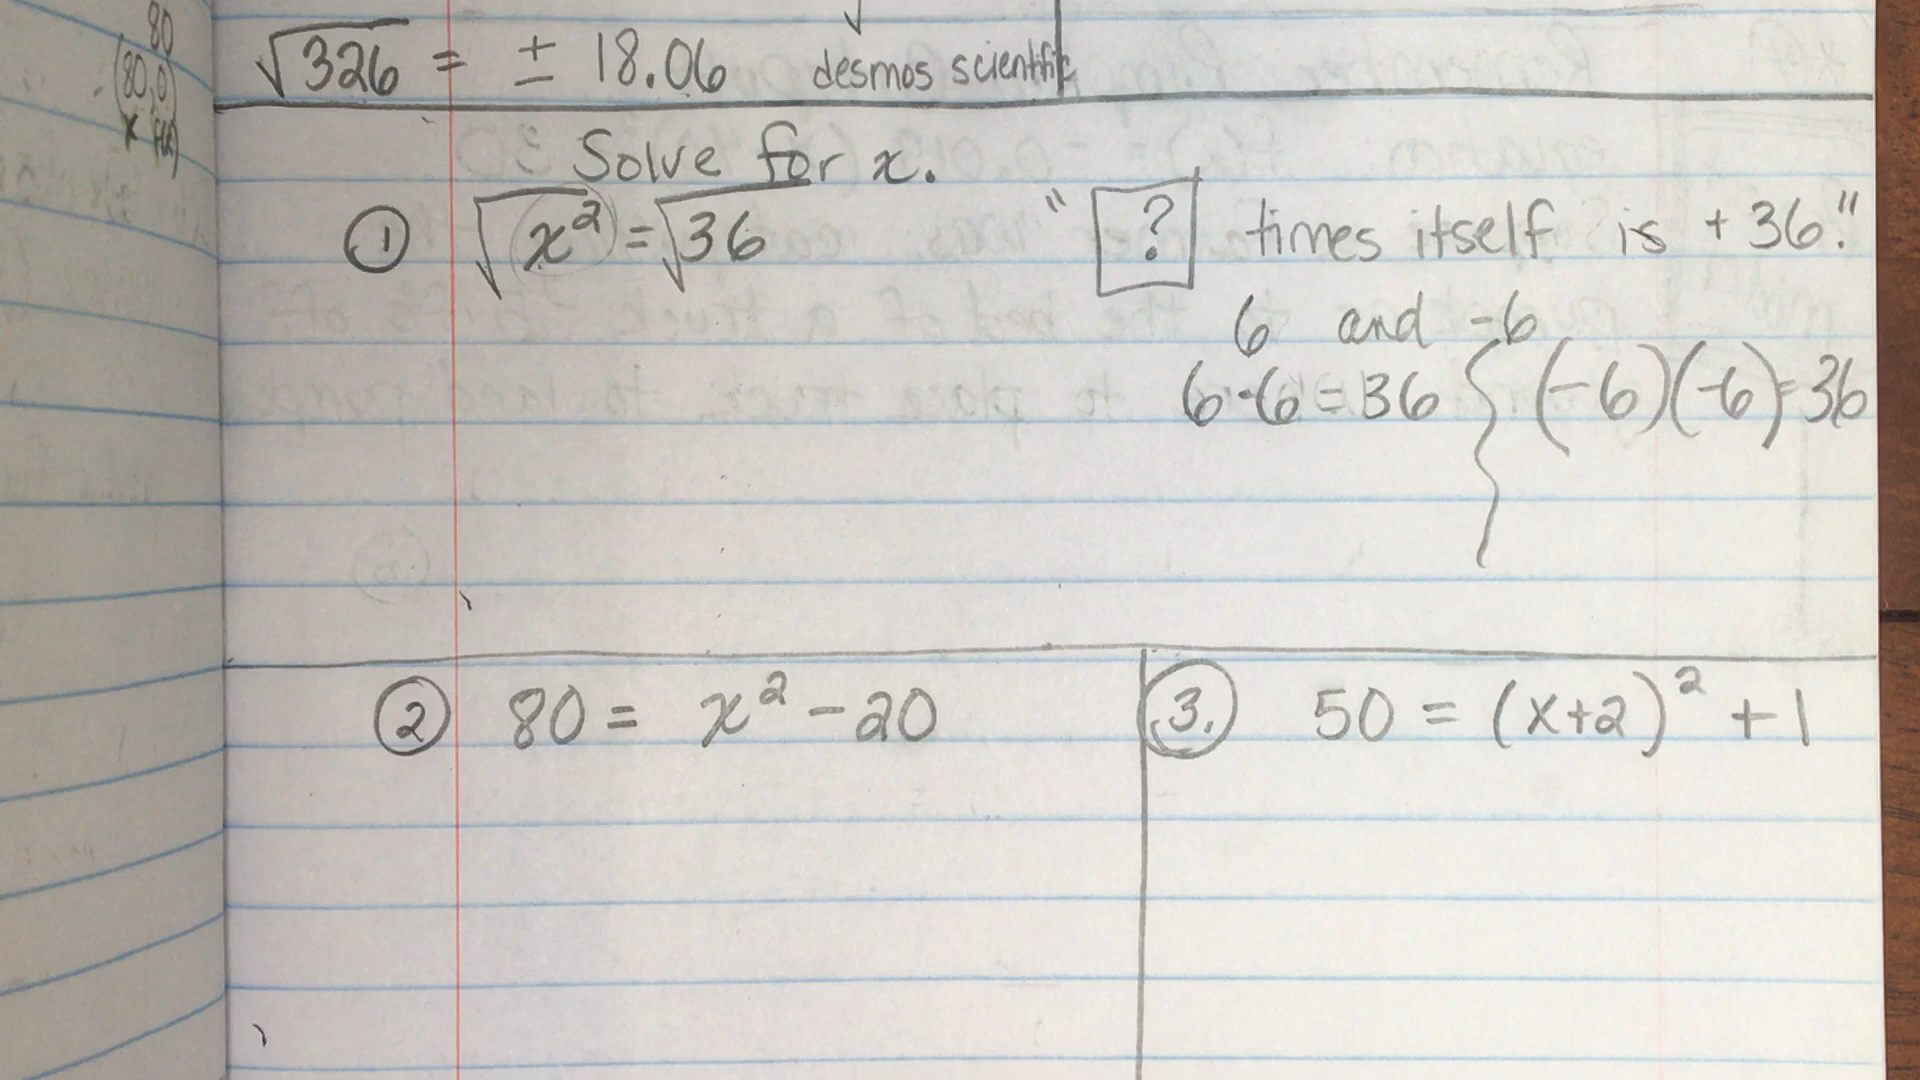 80
(80,0)
x f(x)
√326 = ± 18.06 desmos scientific
Solve for x.
① √x² = √36 "[?] times itself is +36."
6 and -6
6·6=36 { (-6)(-6)=36
② 80 = x² - 20
③. 50 = (x+2)² + 1